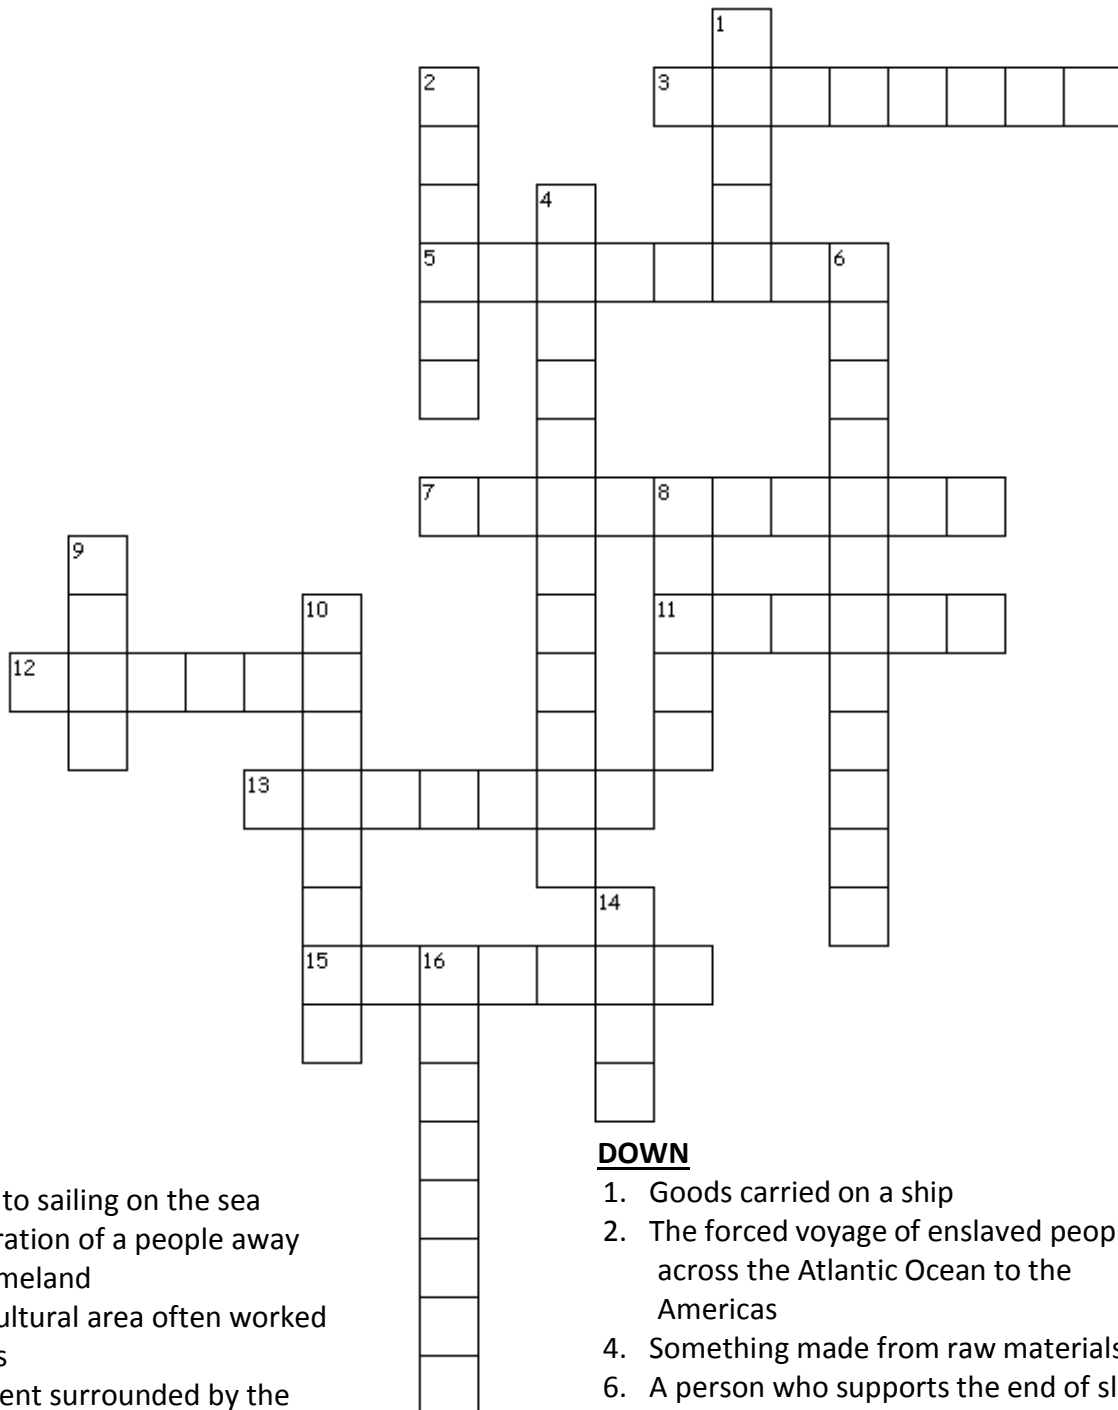 1
2
3
4
5
6
7
8
9
10
11
12
13
14
15
16
to sailing on the sea
ration of a people away
meland
ultural area often worked
s
ent surrounded by the
DOWN
1. Goods carried on a ship
2. The forced voyage of enslaved peop
across the Atlantic Ocean to the
Americas
4. Something made from raw materials
6. A person who supports the end of sl